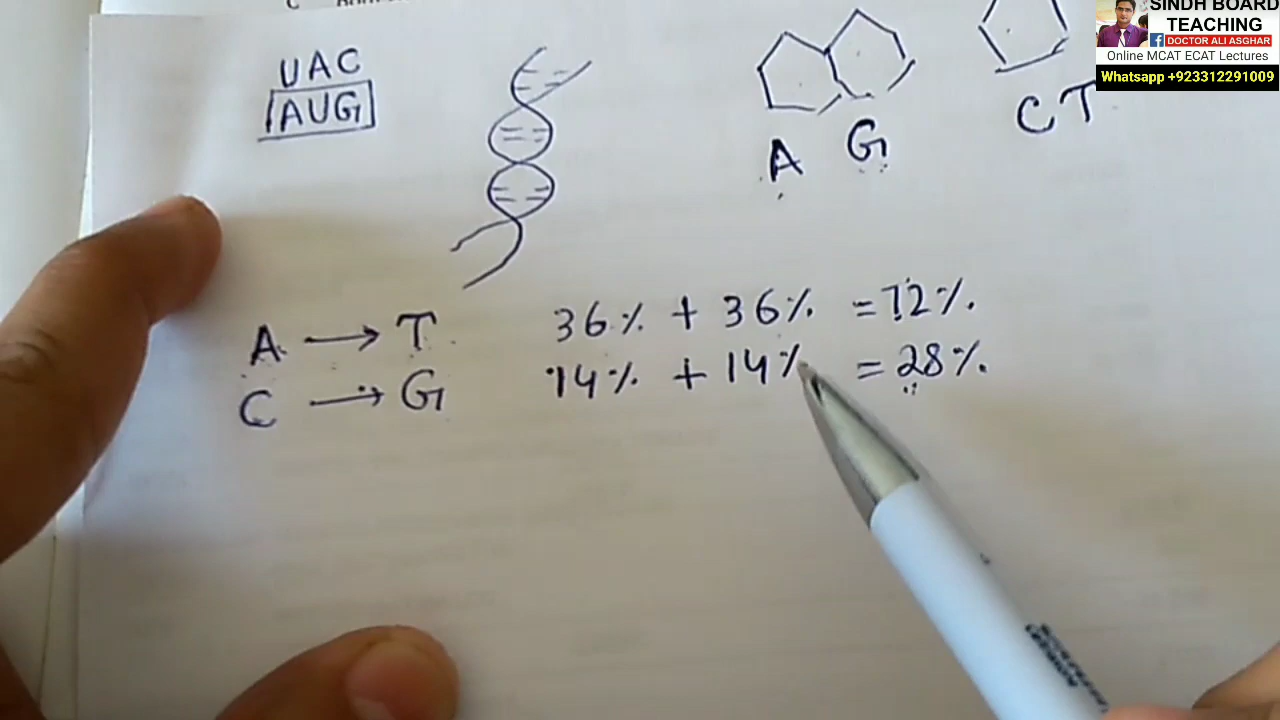 UAC
AUG
A G
C T
A → T 36% + 36% = 72%.
C → G 14% + 14% = 28%.
SINDH BOARD
TEACHING
DOCTOR ALI ASGHAR
Online MCAT ECAT Lectures
Whatsapp +923312291009